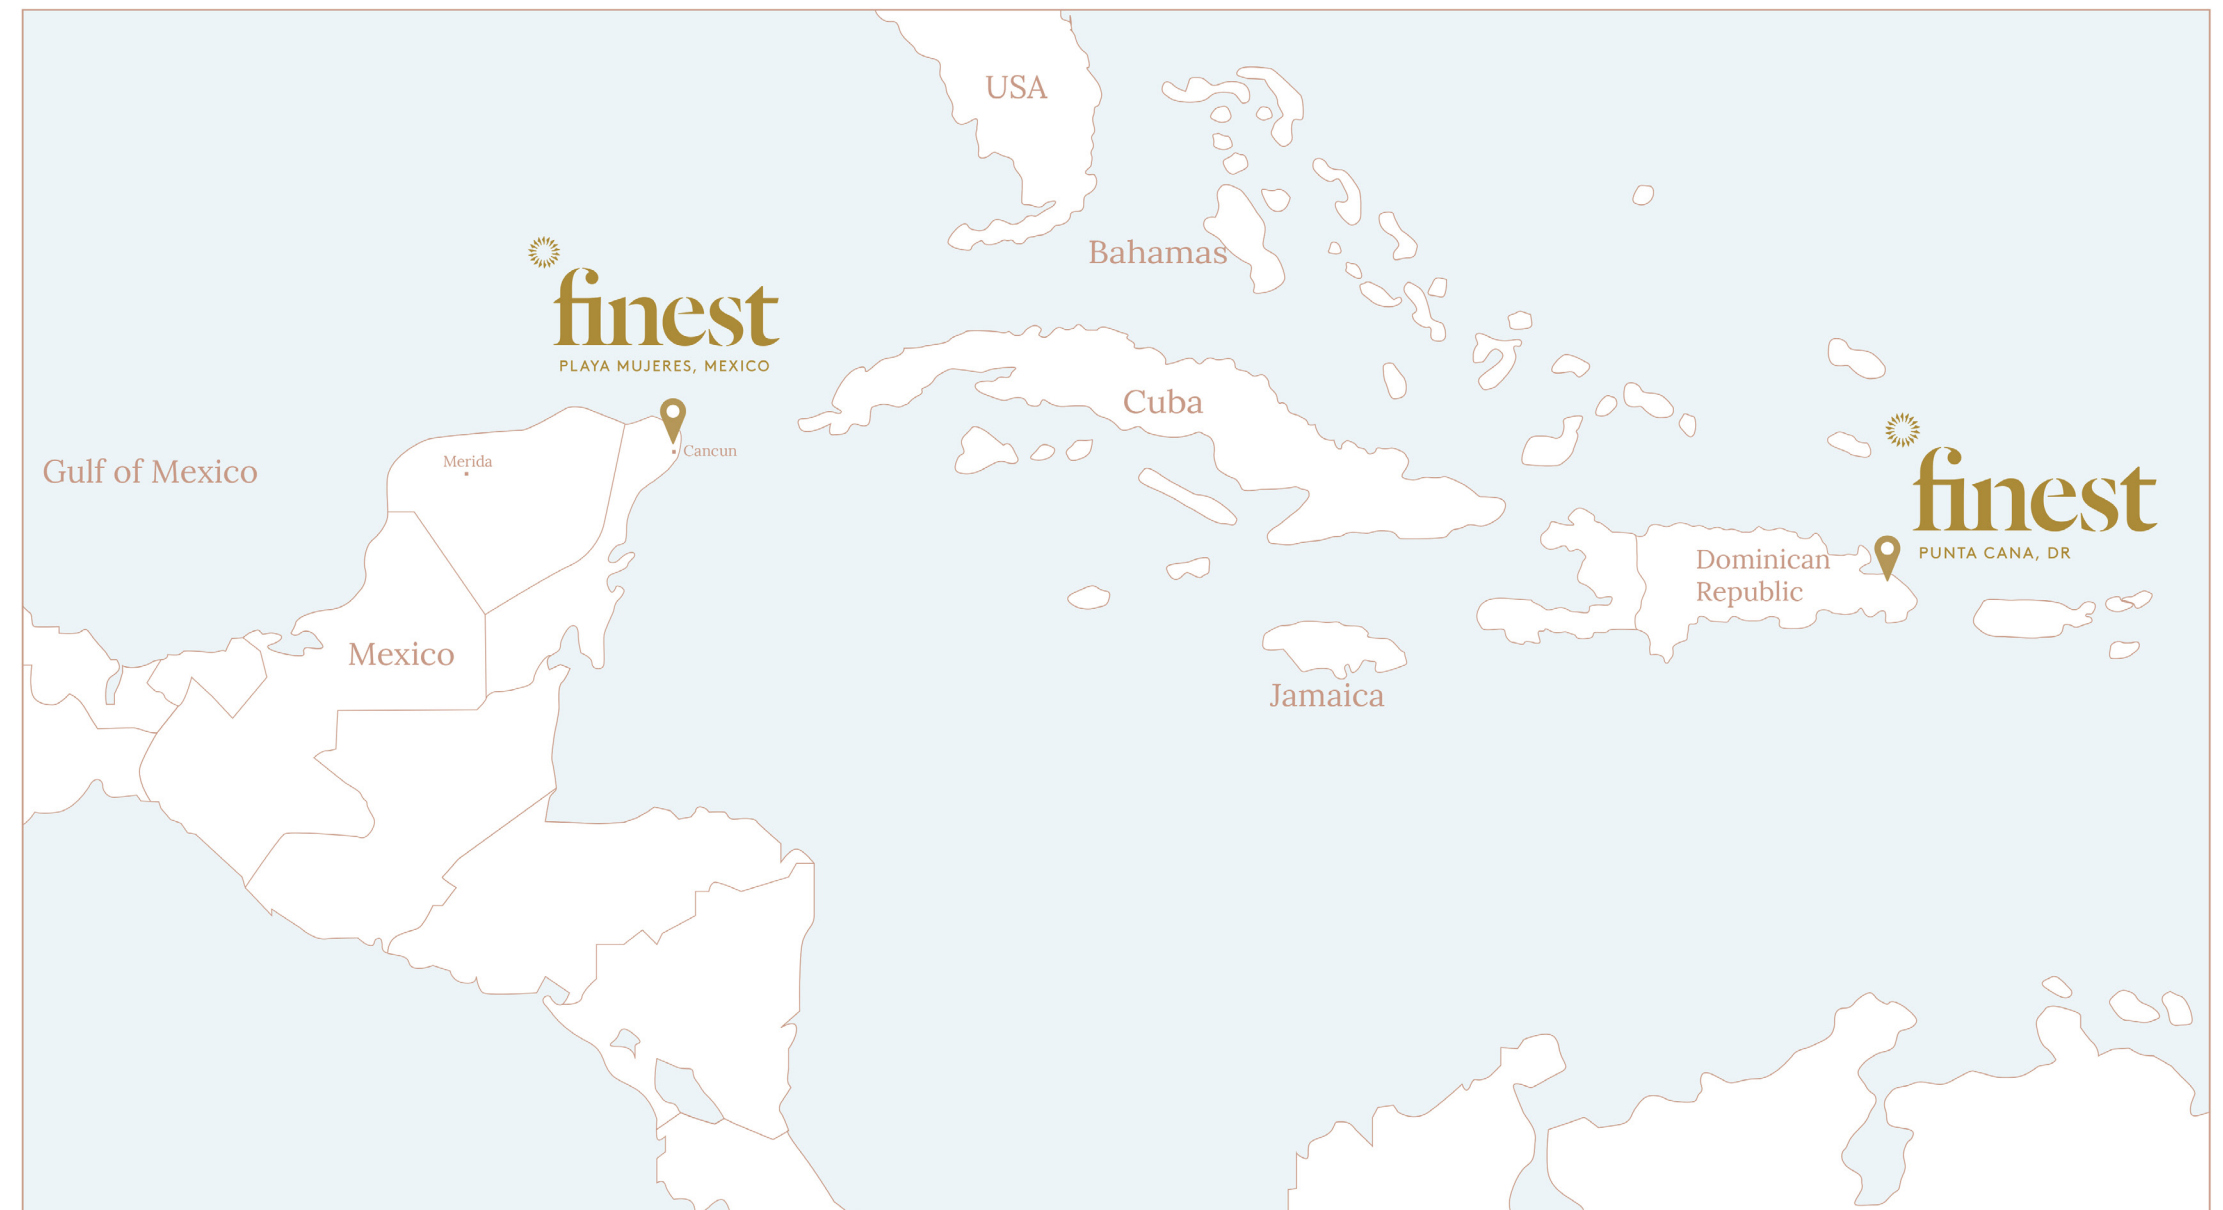 USA
Bahamas
finest
PLAYA MUJERES, MEXICO
Cuba
Cancun
Merida
Gulf of Mexico
finest
PUNTA CANA, DR
Dominican
Republic
Mexico
Jamaica